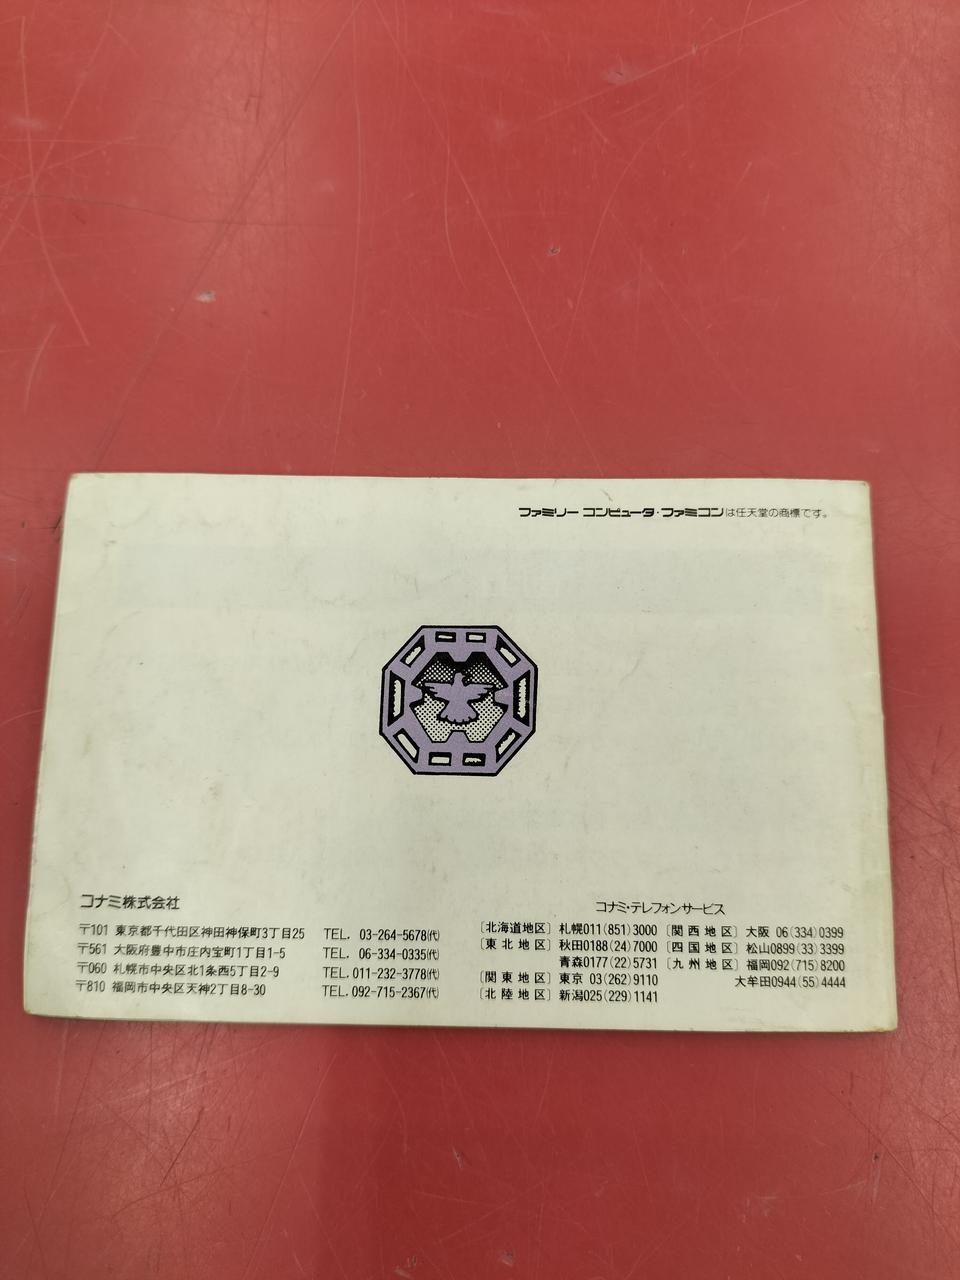 ファミリー コンピュータ・ファミコンは任天堂の商標です。
コナミ株式会社
〒101 東京都千代田区神田神保町3丁目25 TEL. 03-264-5678㈹
〒561 大阪府豊中市庄内宝町1丁目1-5 TEL. 06-334-0335㈹
〒060 札幌市中央区北1条西5丁目2-9 TEL. 011-232-3778㈹
〒810 福岡市中央区天神2丁目8-30 TEL. 092-715-2367㈹
コナミ・テレフォンサービス
〔北海道地区〕札幌011(851)3000 〔関西地区〕大阪 06(334)0399
〔東北地区〕秋田0188(24)7000 〔四国地区〕松山0899(33)3399
青森0177(22)5731 〔九州地区〕福岡092(715)8200
〔関東地区〕東京 03(262)9110 大牟田0944(55)4444
〔北陸地区〕新潟025(229)1141